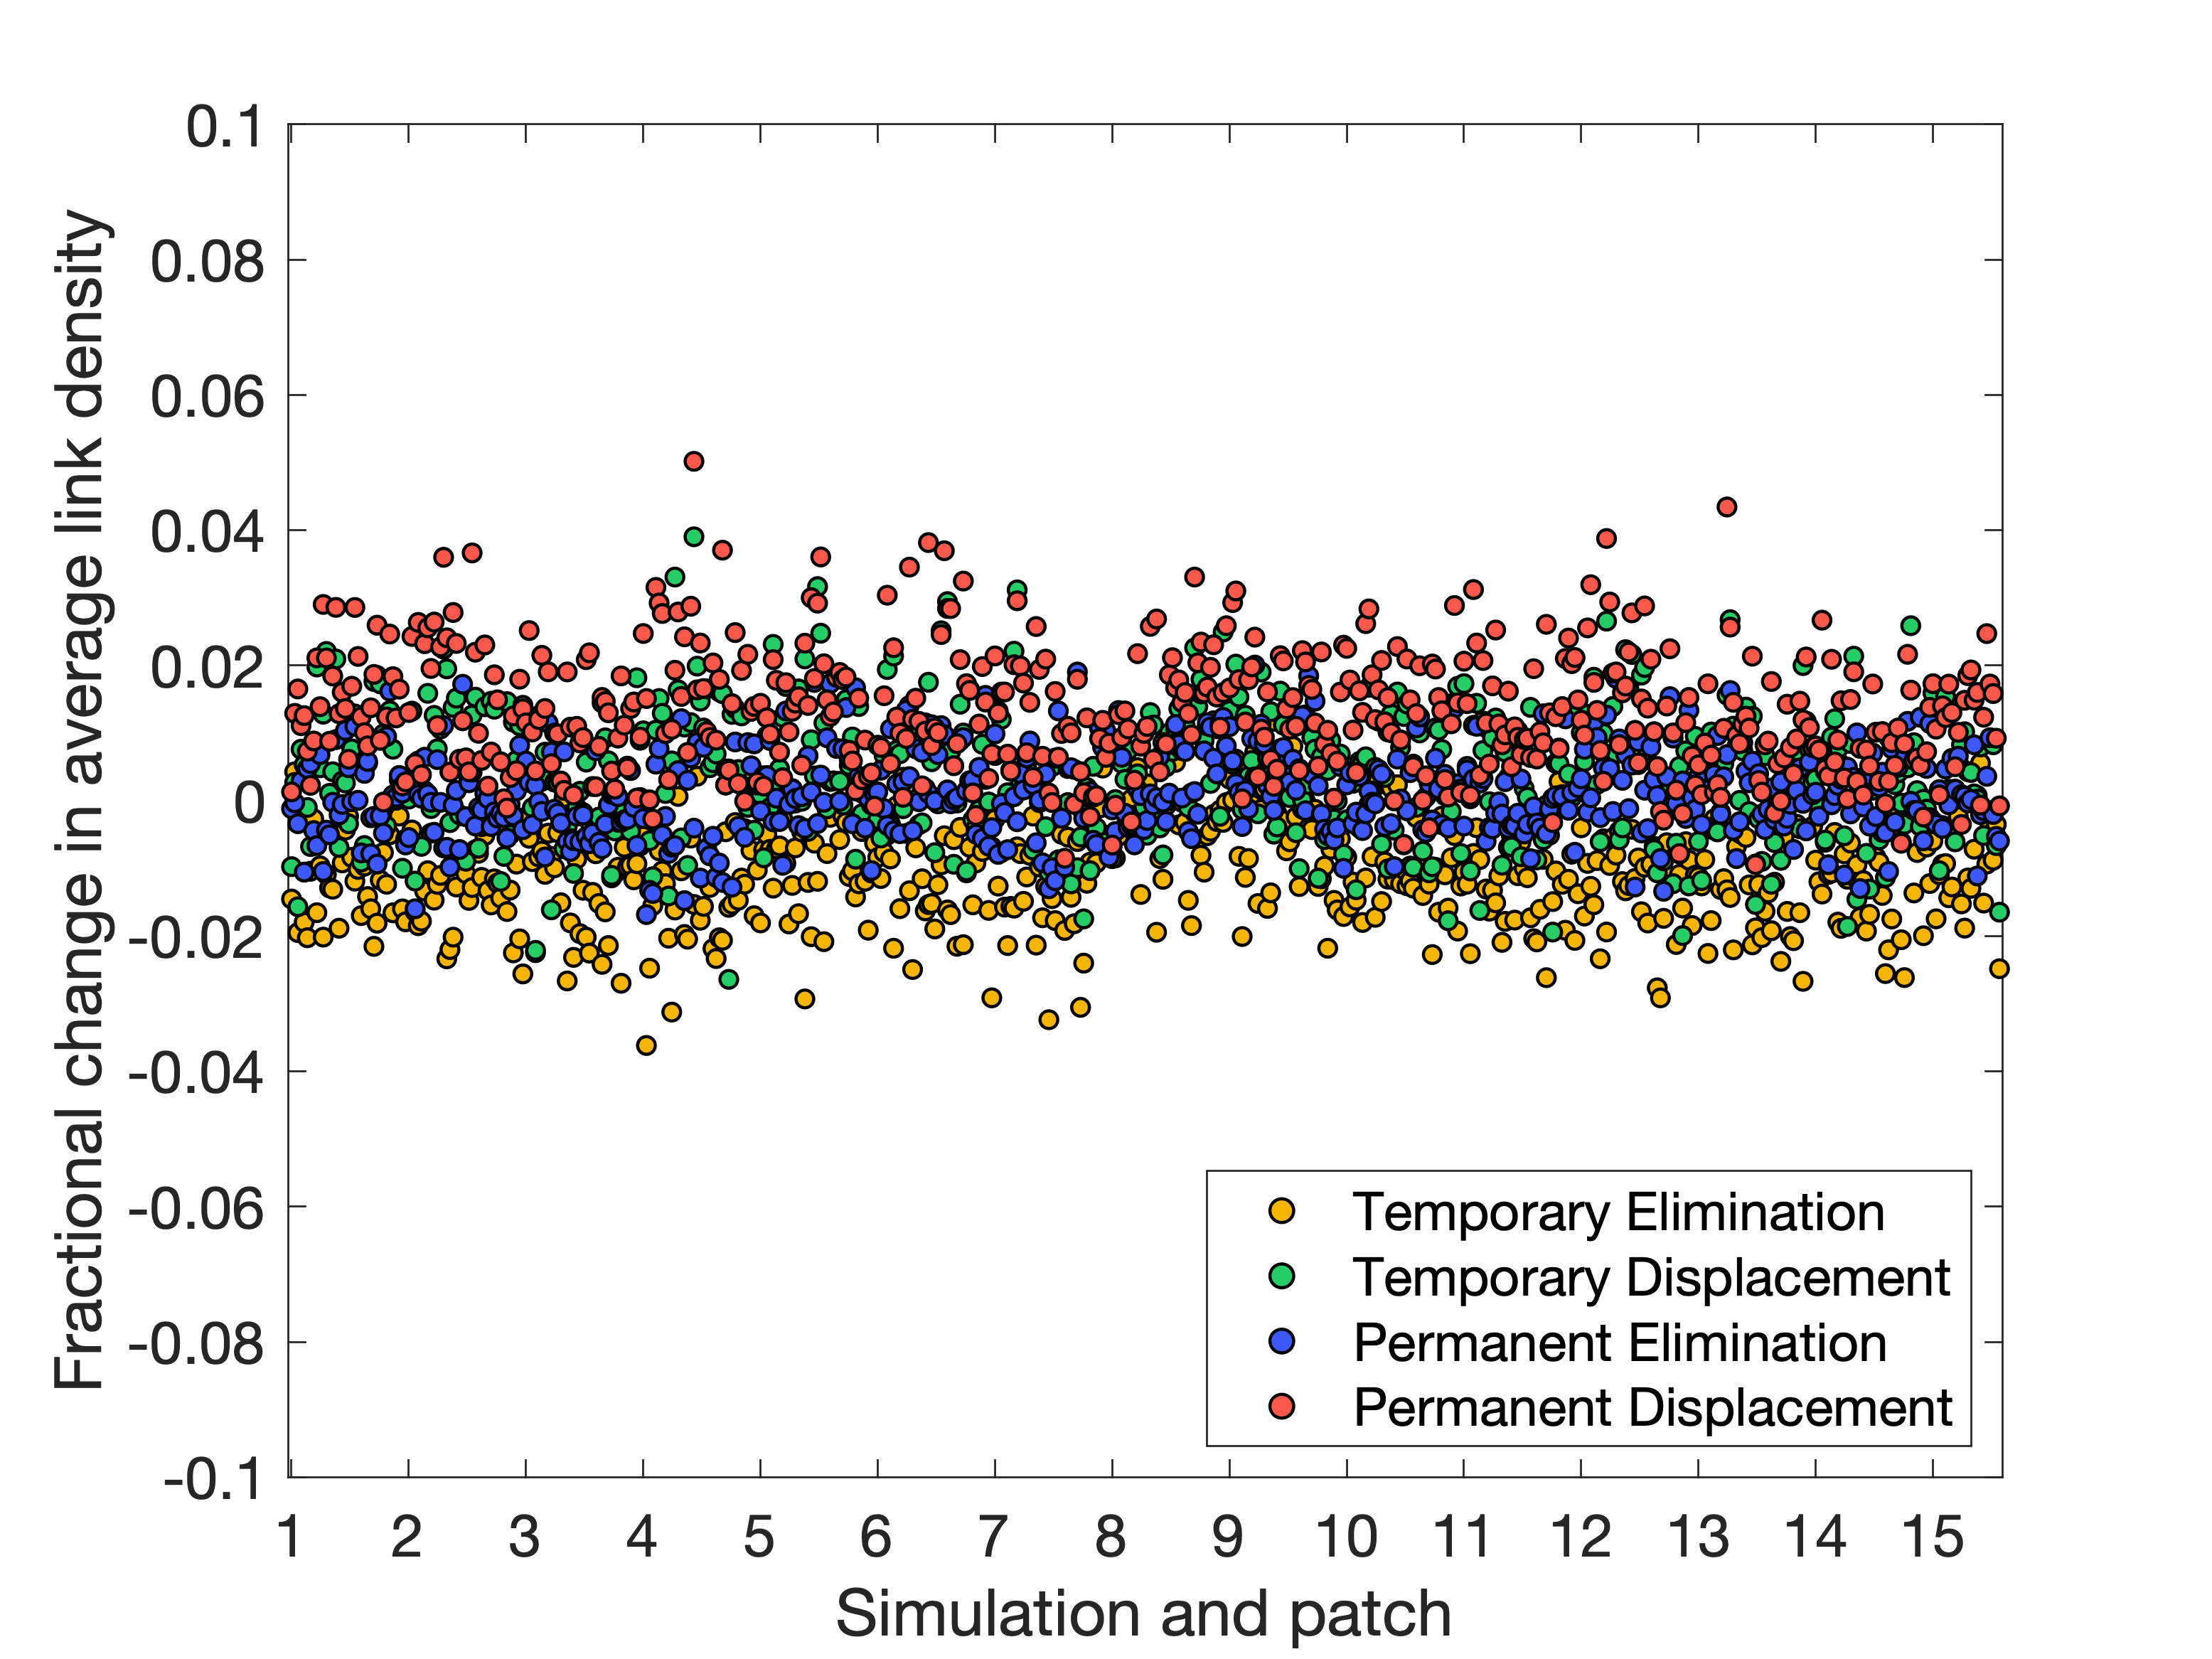 Fractional change in average link density
0.1
0.08
0.06
0.04
0.02
0
-0.02
-0.04
-0.06
-0.08
-0.1
Temporary Elimination
Temporary Displacement
Permanent Elimination
Permanent Displacement
1 2 3 4 5 6 7 8 9 10 11 12 13 14 15
Simulation and patch